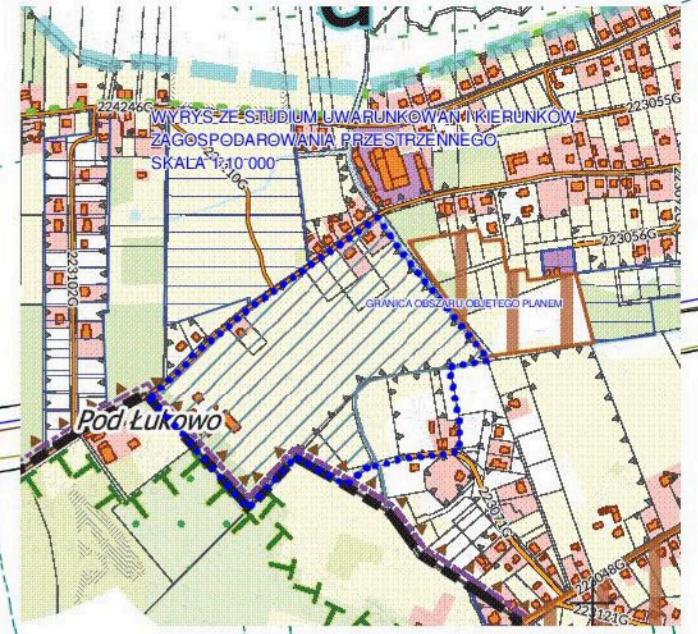 a
224246G
WYRYS ZE STUDIUM UWARUNKOWAŃ I KIERUNKÓW
ZAGOSPODAROWANIA PRZESTRZENNEGO
SKALA 1:10 000
223055G
223056G
223102G
GRANICA OBSZARU OBJĘTEGO PLANEM
Pod Łukowo
223071G
223048G
223121G